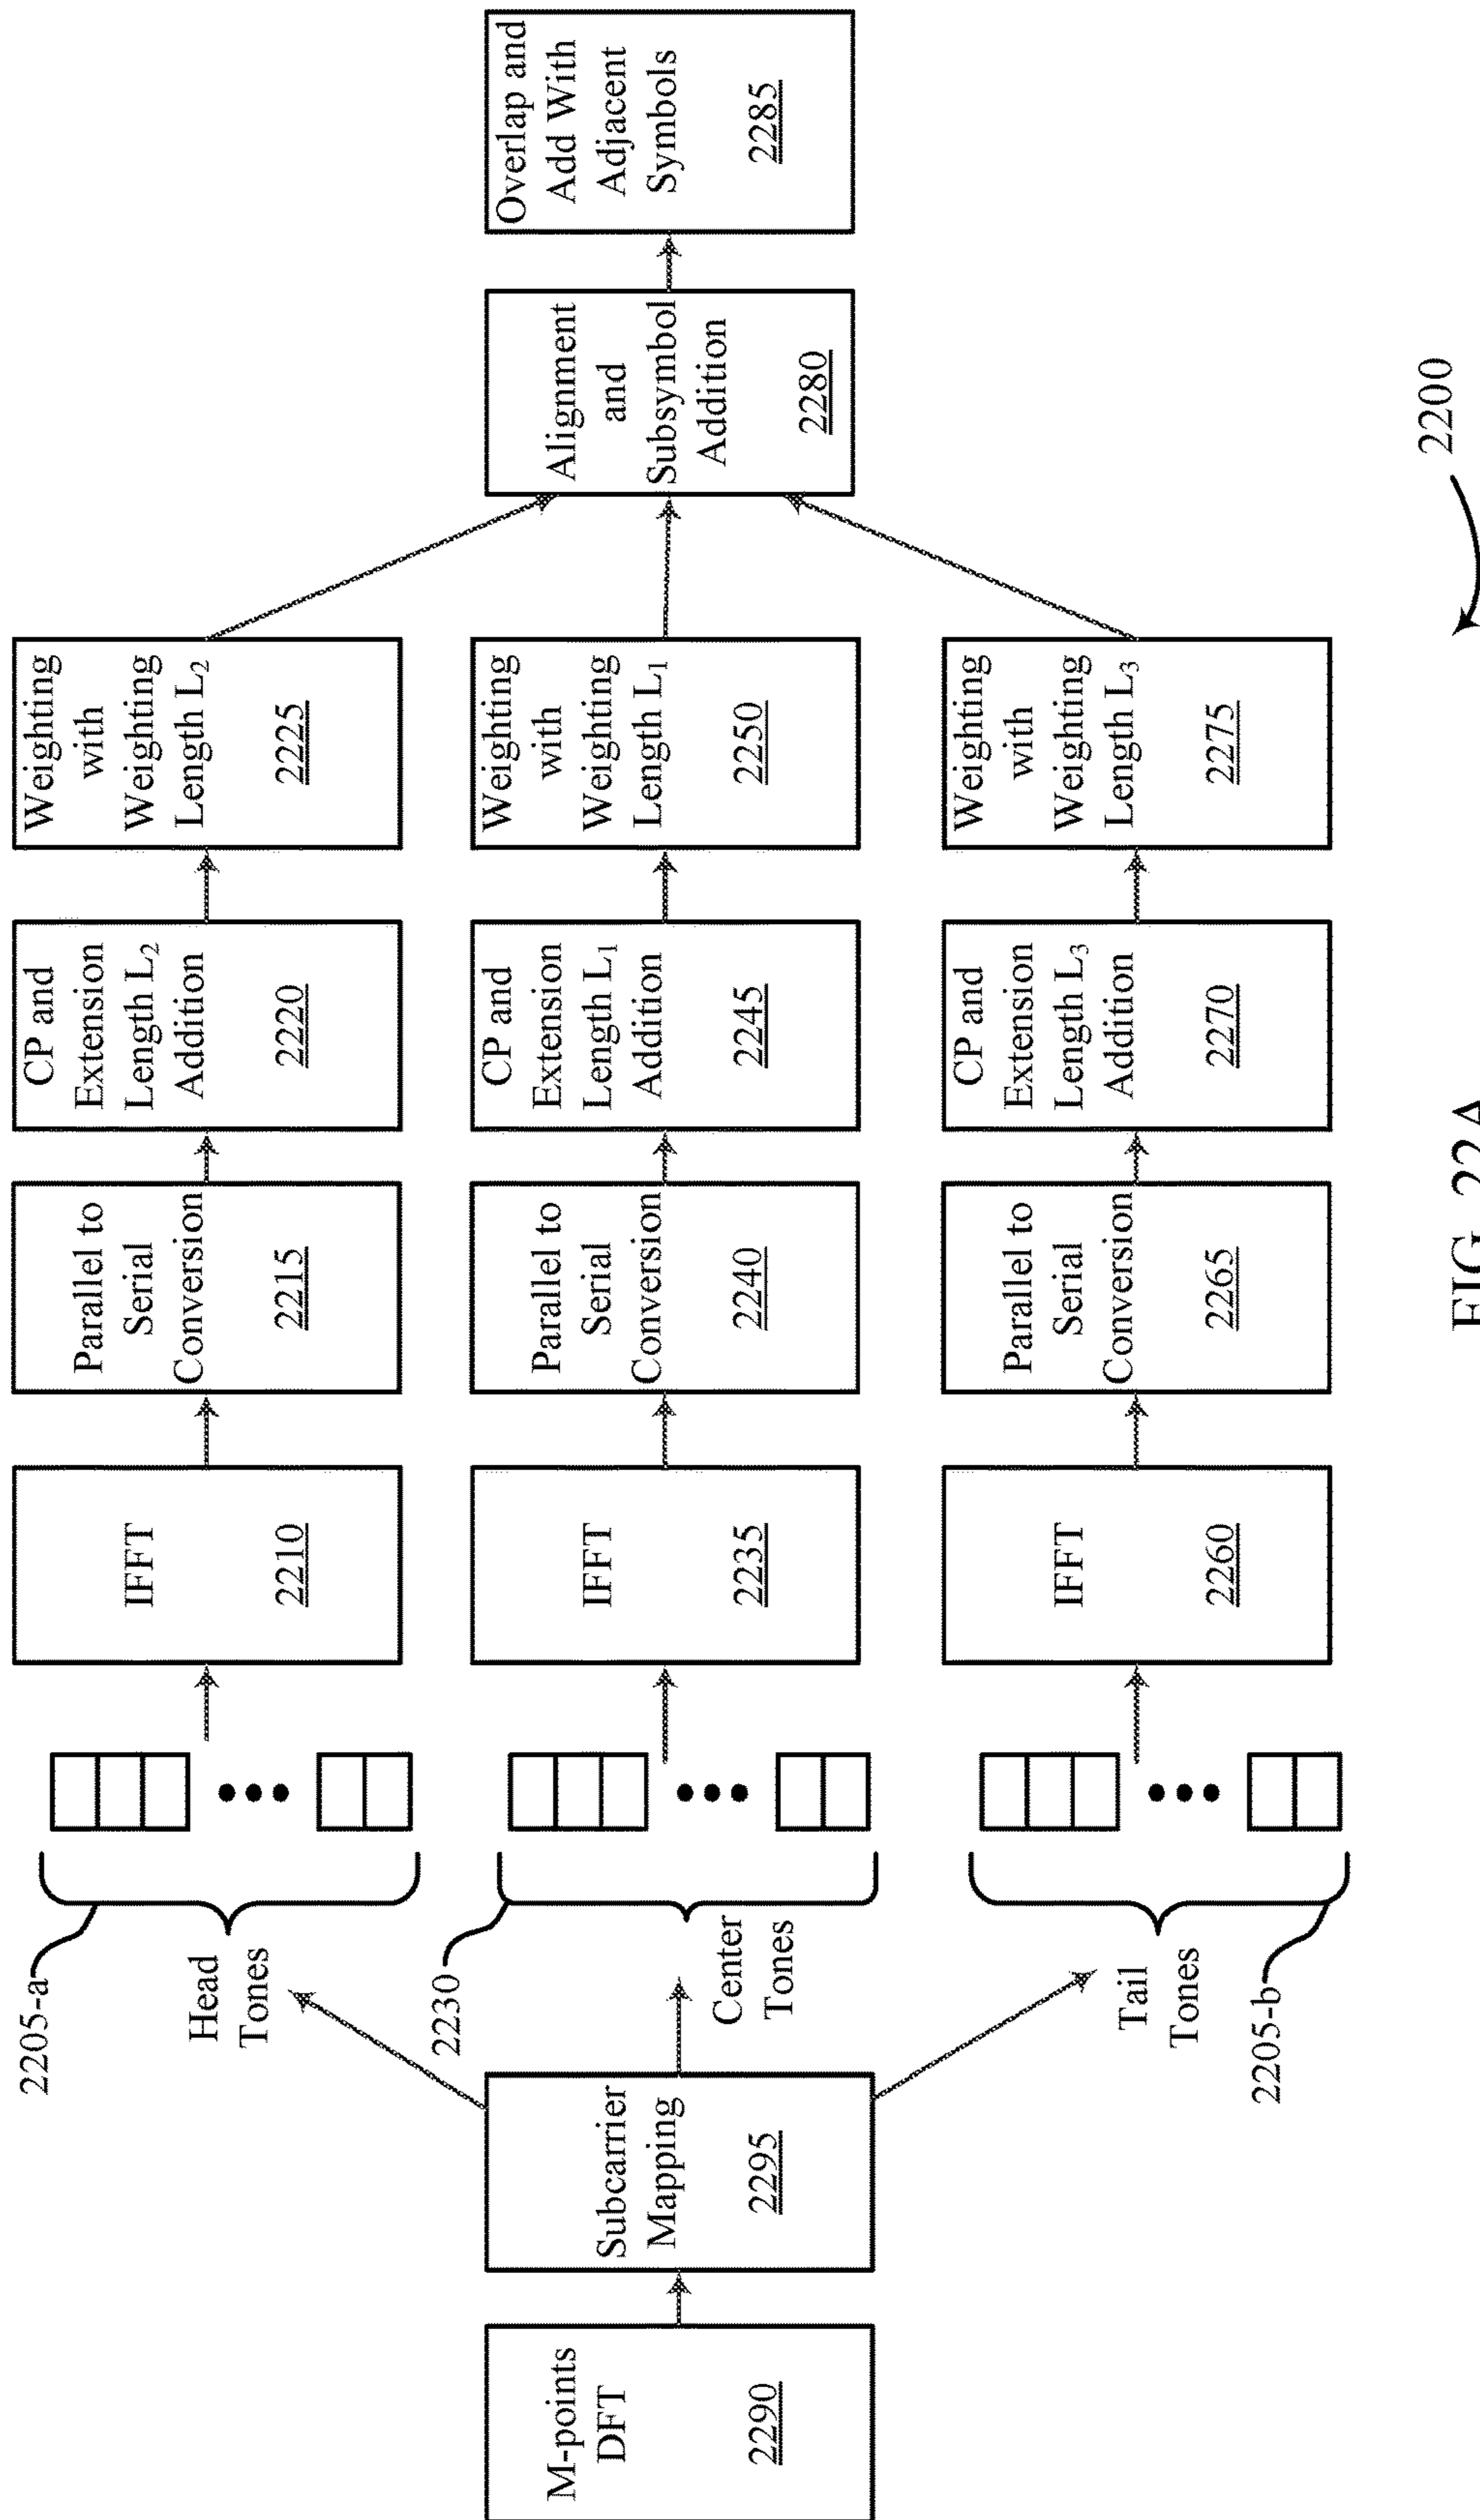 M-points
DFT
2290
Subcarrier
Mapping
2295
2205-a
Head
Tones
IFFT
2210
Parallel to
Serial
Conversion
2215
CP and
Extension
Length L2
Addition
2220
Weighting
with
Weighting
Length L2
2225
2230
Center
Tones
IFFT
2235
Parallel to
Serial
Conversion
2240
CP and
Extension
Length L1
Addition
2245
Weighting
with
Weighting
Length L1
2250
Tail
Tones
2205-b
IFFT
2260
Parallel to
Serial
Conversion
2265
CP and
Extension
Length L3
Addition
2270
Weighting
with
Weighting
Length L3
2275
Alignment
and
Subsymbol
Addition
2280
Overlap and
Add With
Adjacent
Symbols
2285
2200
FIG. 22A